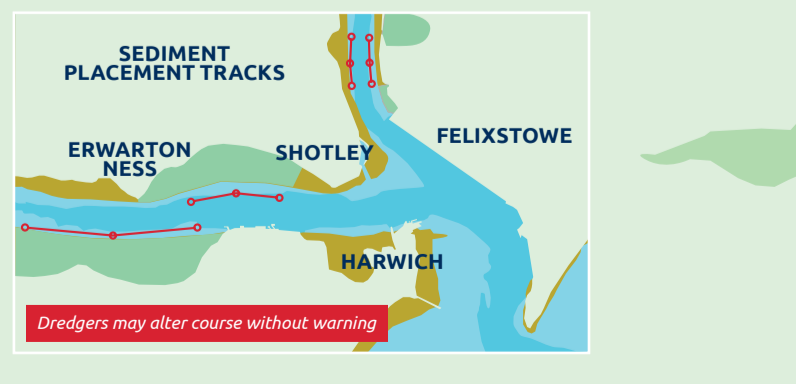 SEDIMENT
PLACEMENT TRACKS
ERWARTON
NESS
SHOTLEY
FELIXSTOWE
HARWICH
Dredgers may alter course without warning